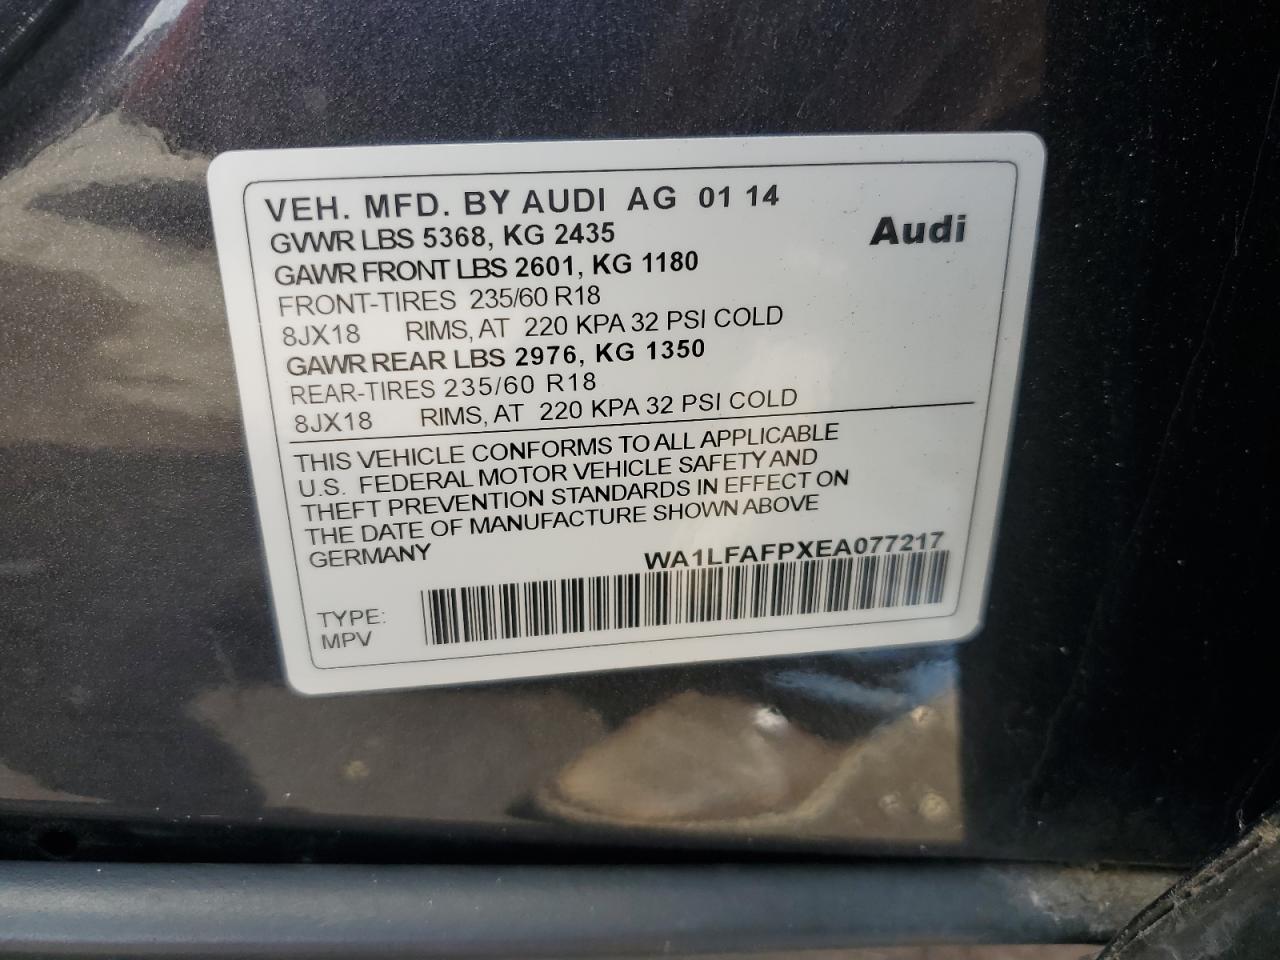 VEH. MFD. BY AUDI AG 01 14
Audi
GVWR LBS 5368, KG 2435
GAWR FRONT LBS 2601, KG 1180
FRONT-TIRES 235/60 R18
8JX18 RIMS, AT 220 KPA 32 PSI COLD
GAWR REAR LBS 2976, KG 1350
REAR-TIRES 235/60 R18
8JX18 RIMS, AT 220 KPA 32 PSI COLD
THIS VEHICLE CONFORMS TO ALL APPLICABLE
U.S. FEDERAL MOTOR VEHICLE SAFETY AND
THEFT PREVENTION STANDARDS IN EFFECT ON
THE DATE OF MANUFACTURE SHOWN ABOVE
GERMANY
WA1LFAFPXEA077217
TYPE:
MPV